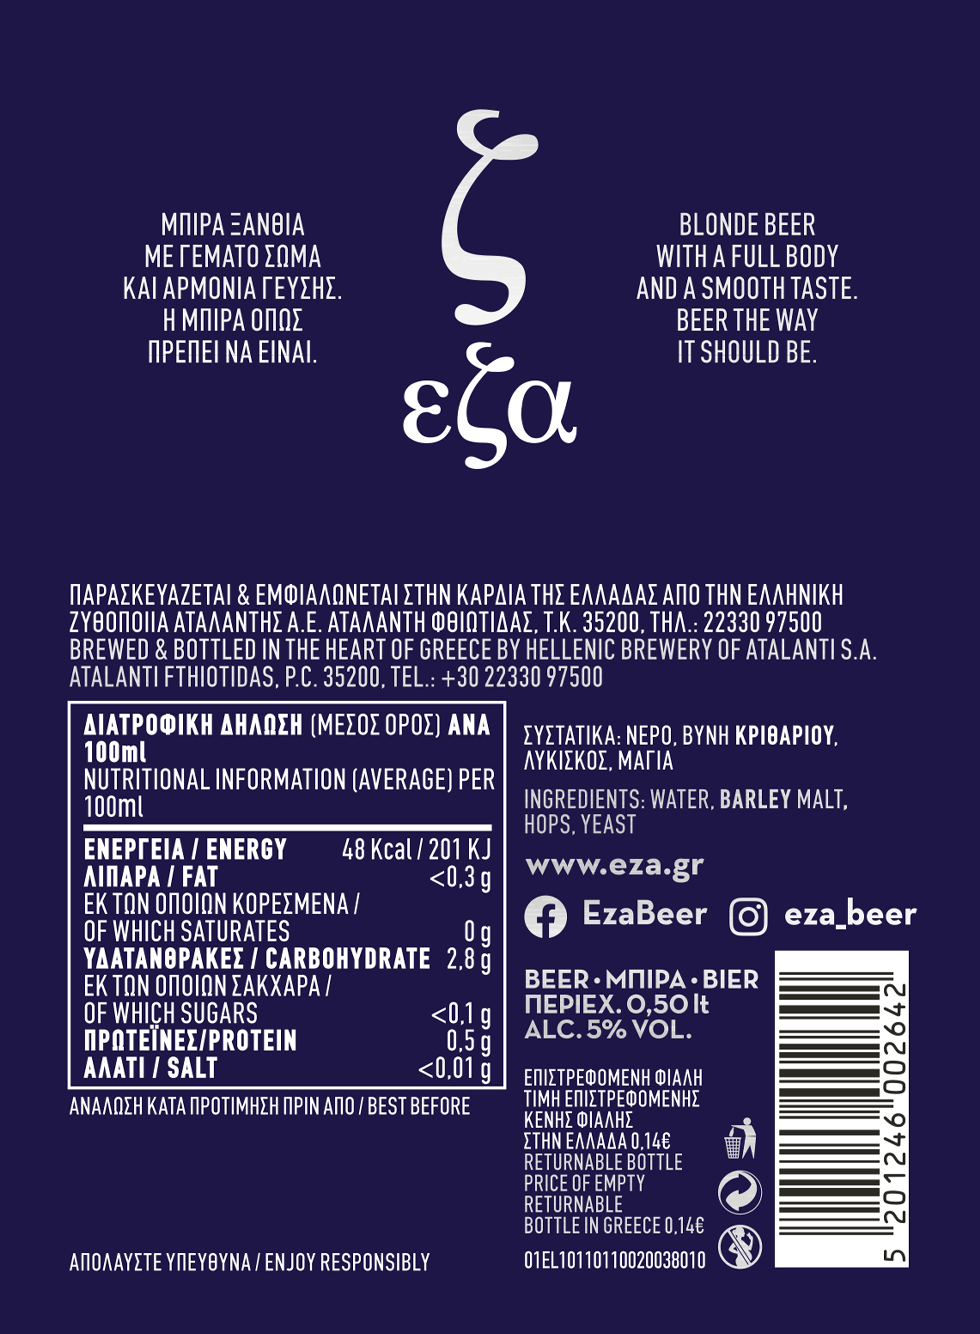 ζ
ΜΠΙΡΑ ΞΑΝΘΙΑ
ΜΕ ΓΕΜΑΤΟ ΣΩΜΑ
ΚΑΙ ΑΡΜΟΝΙΑ ΓΕΥΣΗΣ.
Η ΜΠΙΡΑ ΟΠΩΣ
ΠΡΕΠΕΙ ΝΑ ΕΙΝΑΙ.
BLONDE BEER
WITH A FULL BODY
AND A SMOOTH TASTE.
BEER THE WAY
IT SHOULD BE.
εζα
ΠΑΡΑΣΚΕΥΑΖΕΤΑΙ & ΕΜΦΙΑΛΩΝΕΤΑΙ ΣΤΗΝ ΚΑΡΔΙΑ ΤΗΣ ΕΛΛΑΔΑΣ ΑΠΟ ΤΗΝ ΕΛΛΗΝΙΚΗ
ΖΥΘΟΠΟΙΙΑ ΑΤΑΛΑΝΤΗΣ Α.Ε. ΑΤΑΛΑΝΤΗ ΦΘΙΩΤΙΔΑΣ, Τ.Κ. 35200, ΤΗΛ.: 22330 97500
BREWED & BOTTLED IN THE HEART OF GREECE BY HELLENIC BREWERY OF ATALANTI S.A.
ATALANTI FTHIOTIDAS, P.C. 35200, TEL.: +30 22330 97500
ΔΙΑΤΡΟΦΙΚΗ ΔΗΛΩΣΗ (ΜΕΣΟΣ ΟΡΟΣ) ΑΝΑ
100ml
NUTRITIONAL INFORMATION (AVERAGE) PER
100ml
ΕΝΕΡΓΕΙΑ / ENERGY 48 Kcal / 201 KJ
ΛΙΠΑΡΑ / FAT <0,3 g
ΕΚ ΤΩΝ ΟΠΟΙΩΝ ΚΟΡΕΣΜΕΝΑ /
OF WHICH SATURATES 0 g
ΥΔΑΤΑΝΘΡΑΚΕΣ / CARBOHYDRATE 2,8 g
ΕΚ ΤΩΝ ΟΠΟΙΩΝ ΣΑΚΧΑΡΑ /
OF WHICH SUGARS <0,1 g
ΠΡΩΤΕΪΝΕΣ/PROTEIN 0,5 g
ΑΛΑΤΙ / SALT <0,01 g
ΑΝΑΛΩΣΗ ΚΑΤΑ ΠΡΟΤΙΜΗΣΗ ΠΡΙΝ ΑΠΟ / BEST BEFORE
ΑΠΟΛΑΥΣΤΕ ΥΠΕΥΘΥΝΑ / ENJOY RESPONSIBLY
ΣΥΣΤΑΤΙΚΑ: ΝΕΡΟ, ΒΥΝΗ ΚΡΙΘΑΡΙΟΥ,
ΛΥΚΙΣΚΟΣ, ΜΑΓΙΑ
INGREDIENTS: WATER, BARLEY MALT,
HOPS, YEAST
www.eza.gr
EzaBeer eza_beer
BEER • ΜΠΙΡΑ • BIER
ΠΕΡΙΕΧ. 0,50 lt
ALC. 5% VOL.
ΕΠΙΣΤΡΕΦΟΜΕΝΗ ΦΙΑΛΗ
ΤΙΜΗ ΕΠΙΣΤΡΕΦΟΜΕΝΗΣ
ΚΕΝΗΣ ΦΙΑΛΗΣ
ΣΤΗΝ ΕΛΛΑΔΑ 0,14€
RETURNABLE BOTTLE
PRICE OF EMPTY
RETURNABLE
BOTTLE IN GREECE 0,14€
01EL10110110020038010
5 201246 002642